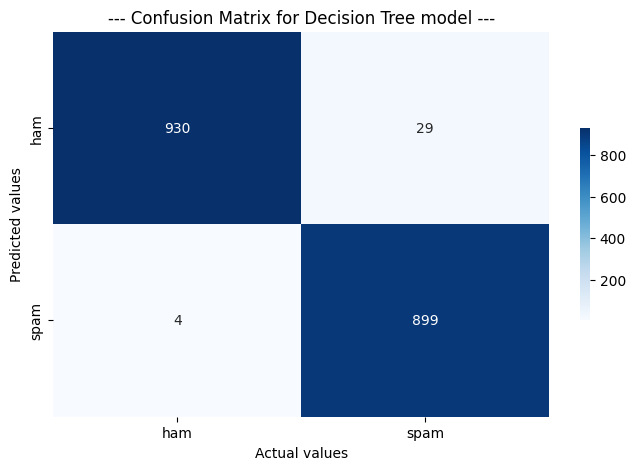 --- Confusion Matrix for Decision Tree model ---
Predicted values
ham
930
29
spam
4
899
ham
spam
Actual values
800
600
400
200